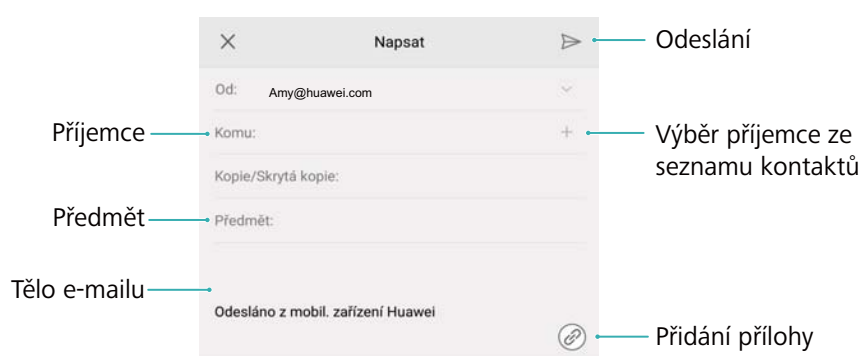 Napsat
Odeslání
Od: Amy@huawei.com
Příjemce
Komu:
Výběr příjemce ze
seznamu kontaktů
Kopie/Skrytá kopie:
Předmět
Předmět:
Tělo e-mailu
Odesláno z mobil. zařízení Huawei
Přidání přílohy